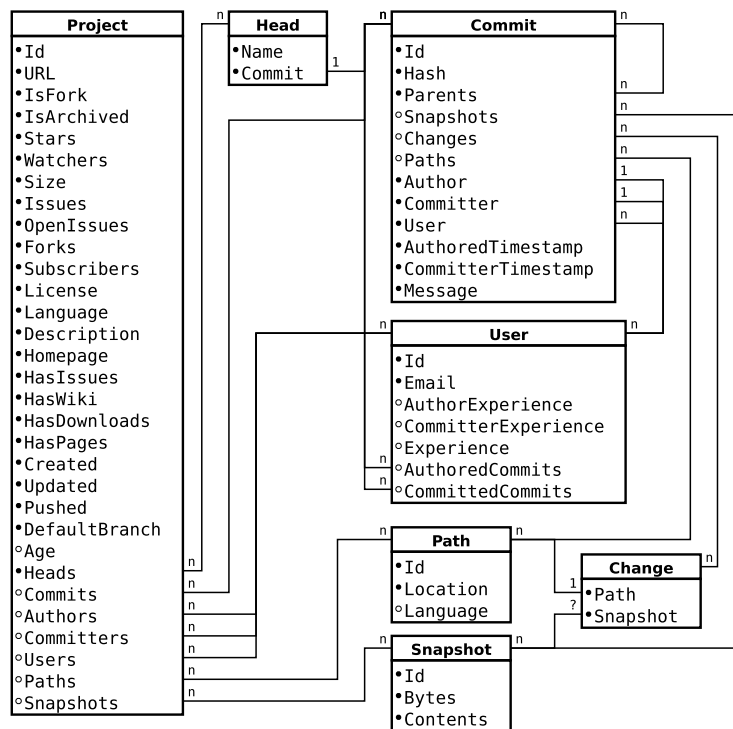 Project
•Id
•URL
•IsFork
•IsArchived
•Stars
•Watchers
•Size
•Issues
•OpenIssues
•Forks
•Subscribers
•License
•Language
•Description
•Homepage
•HasIssues
•HasWiki
•HasDownloads
•HasPages
•Created
•Updated
•Pushed
•DefaultBranch
◦Age
•Heads
n
◦Commits
n
◦Authors
n
◦Committers
n
◦Users
n
◦Paths
n
◦Snapshots
n
n
Head
•Name
•Commit
1
n
Commit
n
•Id
•Hash
•Parents
n
◦Snapshots
n
◦Changes
n
◦Paths
n
•Author
1
•Committer
1
•User
n
•AuthoredTimestamp
•CommitterTimestamp
•Message
n
User
n
•Id
•Email
◦AuthorExperience
◦CommitterExperience
◦Experience
n
◦AuthoredCommits
n
◦CommittedCommits
n
Path
n
•Id
•Location
◦Language
Change
n
1
•Path
?
•Snapshot
n
Snapshot
n
•Id
•Bytes
•Contents